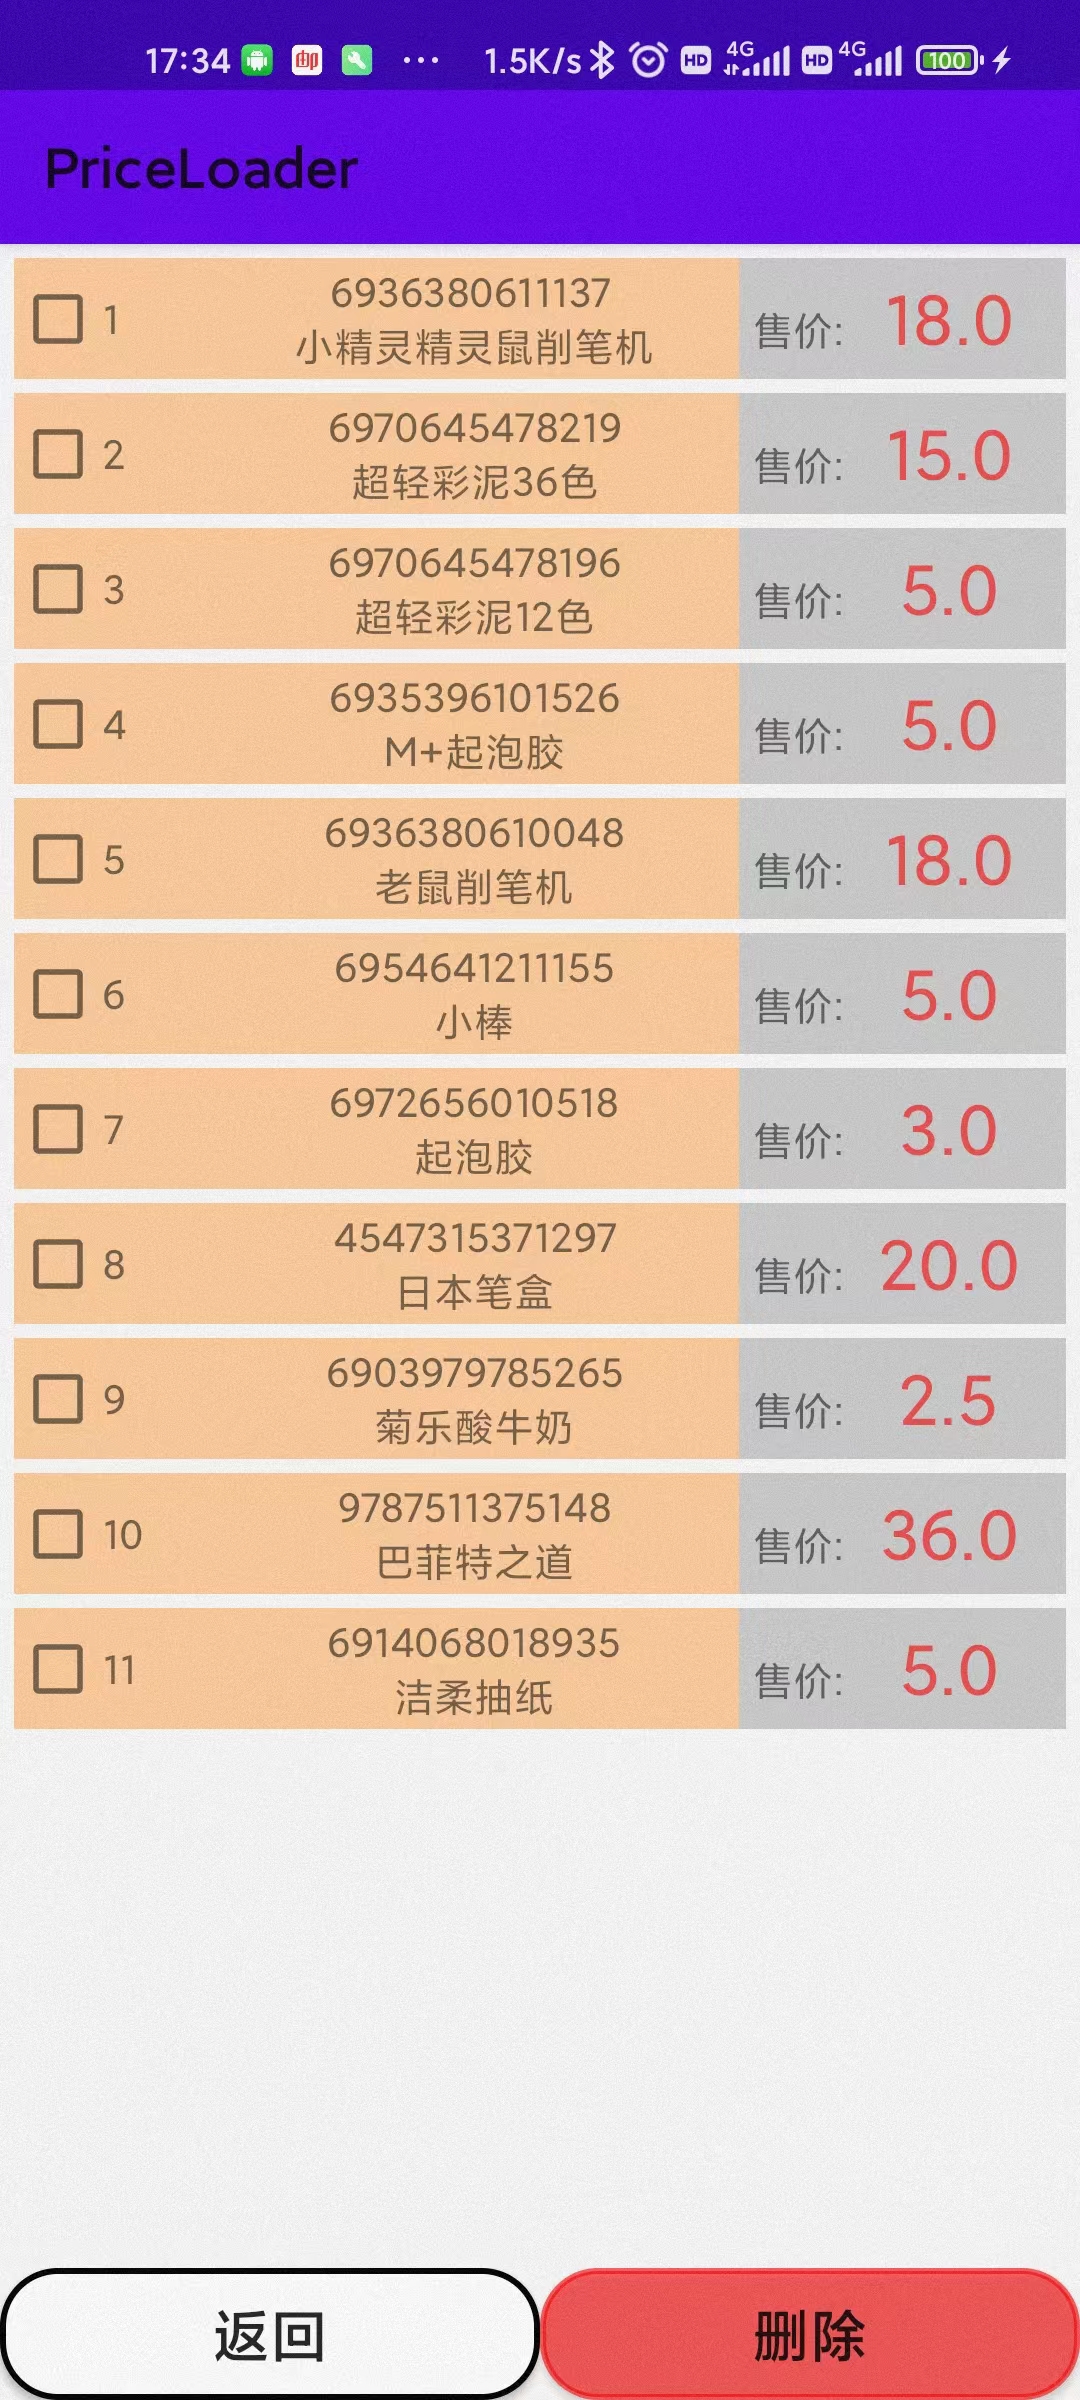 17:34 ··· 1.5K/s HD 4G HD 4G 100
PriceLoader
1
6936380611137
小精灵精灵鼠削笔机
售价: 18.0
2
6970645478219
超轻彩泥36色
售价: 15.0
3
6970645478196
超轻彩泥12色
售价: 5.0
4
6935396101526
M+起泡胶
售价: 5.0
5
6936380610048
老鼠削笔机
售价: 18.0
6
6954641211155
小棒
售价: 5.0
7
6972656010518
起泡胶
售价: 3.0
8
4547315371297
日本笔盒
售价: 20.0
9
6903979785265
菊乐酸牛奶
售价: 2.5
10
9787511375148
巴菲特之道
售价: 36.0
11
6914068018935
洁柔抽纸
售价: 5.0
返回 删除